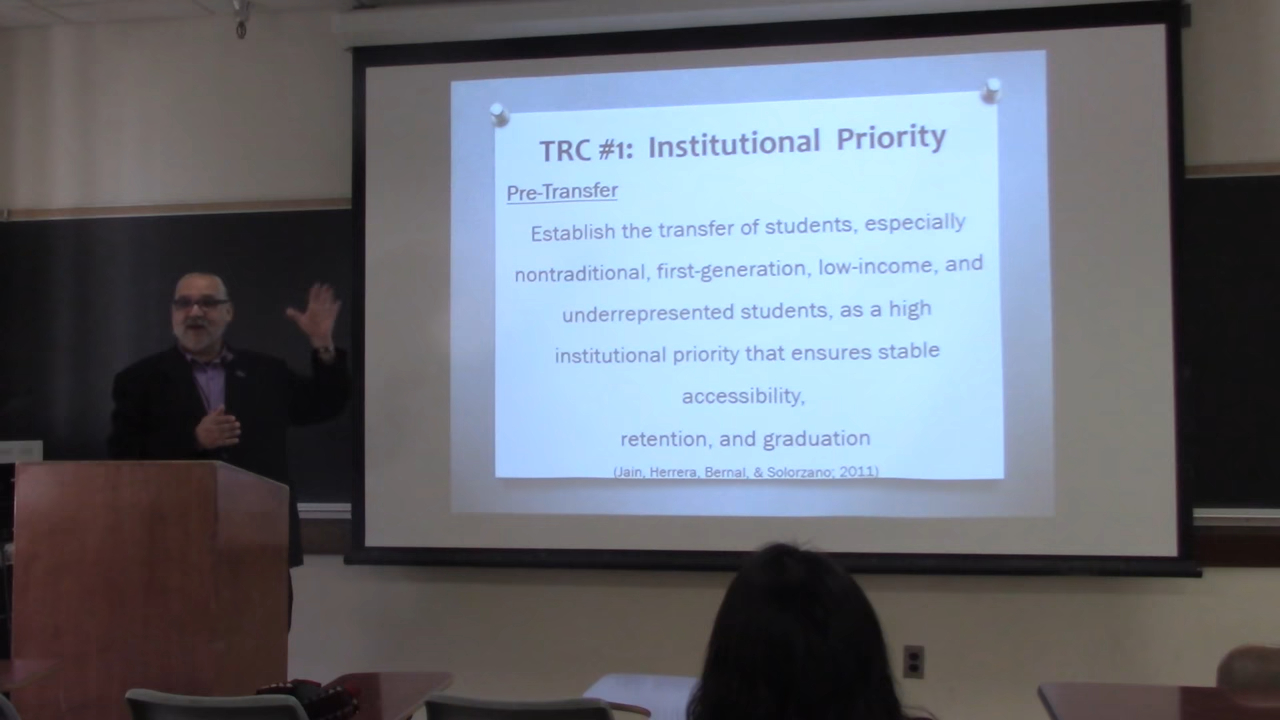 TRC #1: Institutional Priority
Pre-Transfer
Establish the transfer of students, especially
nontraditional, first-generation, low-income, and
underrepresented students, as a high
institutional priority that ensures stable
accessibility,
retention, and graduation
(Jain, Herrera, Bernal, & Solorzano; 2011)